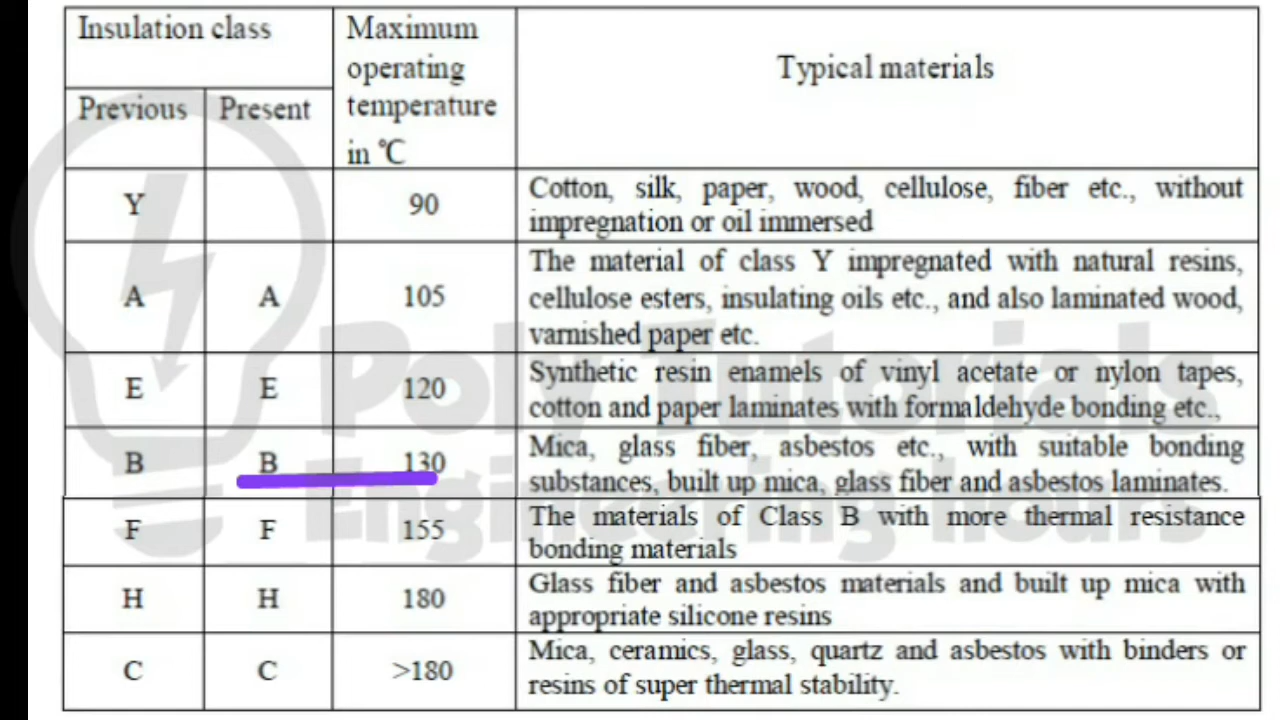 Insulation class
Previous
Present
Maximum
operating
temperature
in °C
Typical materials
Y
90
Cotton, silk, paper, wood, cellulose, fiber etc., without
impregnation or oil immersed
A
A
105
The material of class Y impregnated with natural resins,
cellulose esters, insulating oils etc., and also laminated wood,
varnished paper etc.
E
E
120
Synthetic resin enamels of vinyl acetate or nylon tapes,
cotton and paper laminates with formaldehyde bonding etc.,
B
B
130
Mica, glass fiber, asbestos etc., with suitable bonding
substances, built up mica, glass fiber and asbestos laminates.
F
F
155
The materials of Class B with more thermal resistance
bonding materials
H
H
180
Glass fiber and asbestos materials and built up mica with
appropriate silicone resins
C
C
>180
Mica, ceramics, glass, quartz and asbestos with binders or
resins of super thermal stability.
Poly Tutorials
Engineering hours